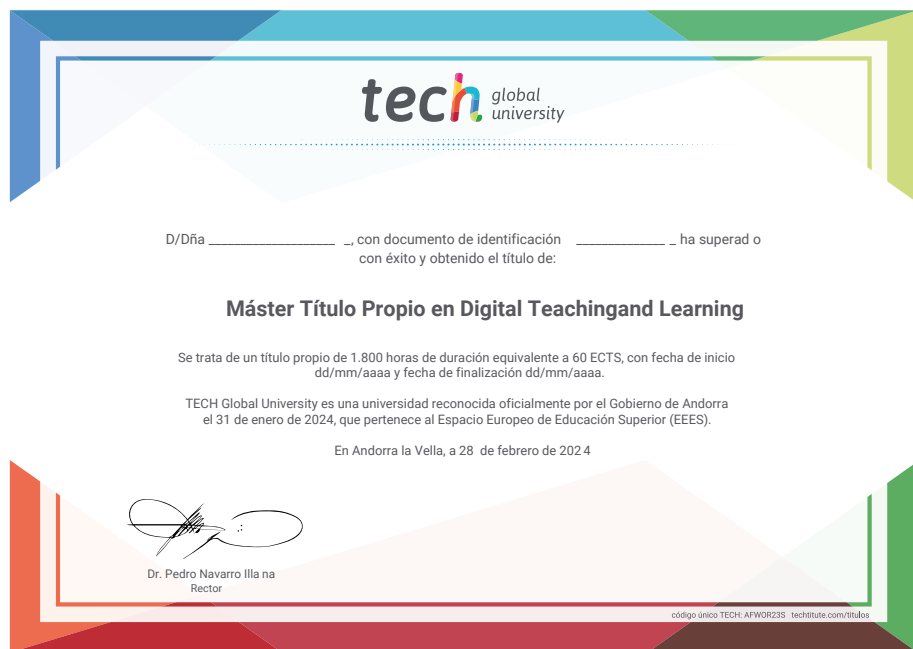 tech global university
D/Dña ____________________ _, con documento de identificación ______________ _ ha superad o
con éxito y obtenido el título de:
Máster Título Propio en Digital Teachingand Learning
Se trata de un título propio de 1.800 horas de duración equivalente a 60 ECTS, con fecha de inicio
dd/mm/aaaa y fecha de finalización dd/mm/aaaa.
TECH Global University es una universidad reconocida oficialmente por el Gobierno de Andorra
el 31 de enero de 2024, que pertenece al Espacio Europeo de Educación Superior (EEES).
En Andorra la Vella, a 28 de febrero de 2024
Dr. Pedro Navarro Illa na
Rector
código único TECH: AFWOR23S techtitute.com/titulos